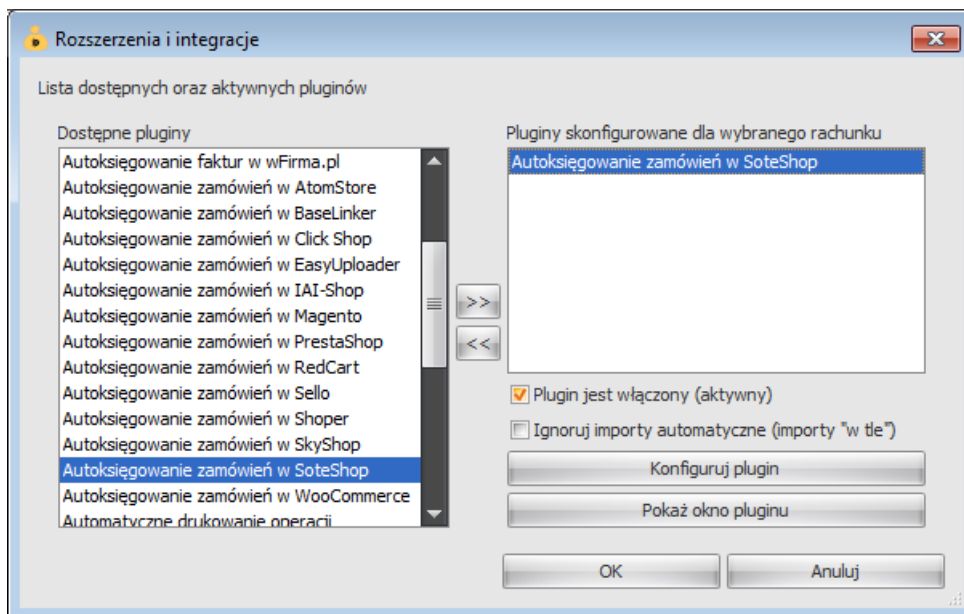 Rozszerzenia i integracje
Lista dostępnych oraz aktywnych pluginów
Dostępne pluginy
Autoksięgowanie faktur w wFirma.pl
Autoksięgowanie zamówień w AtomStore
Autoksięgowanie zamówień w BaseLinker
Autoksięgowanie zamówień w Click Shop
Autoksięgowanie zamówień w EasyUploader
Autoksięgowanie zamówień w IAI-Shop
Autoksięgowanie zamówień w Magento
Autoksięgowanie zamówień w PrestaShop
Autoksięgowanie zamówień w RedCart
Autoksięgowanie zamówień w Sello
Autoksięgowanie zamówień w Shoper
Autoksięgowanie zamówień w SkyShop
Autoksięgowanie zamówień w SoteShop
Autoksięgowanie zamówień w WooCommerce
Automatyczne drukowanie operacji
>>
<<
Pluginy skonfigurowane dla wybranego rachunku
Autoksięgowanie zamówień w SoteShop
Plugin jest włączony (aktywny)
Ignoruj importy automatyczne (importy "w tle")
Konfiguruj plugin
Pokaż okno pluginu
OK
Anuluj